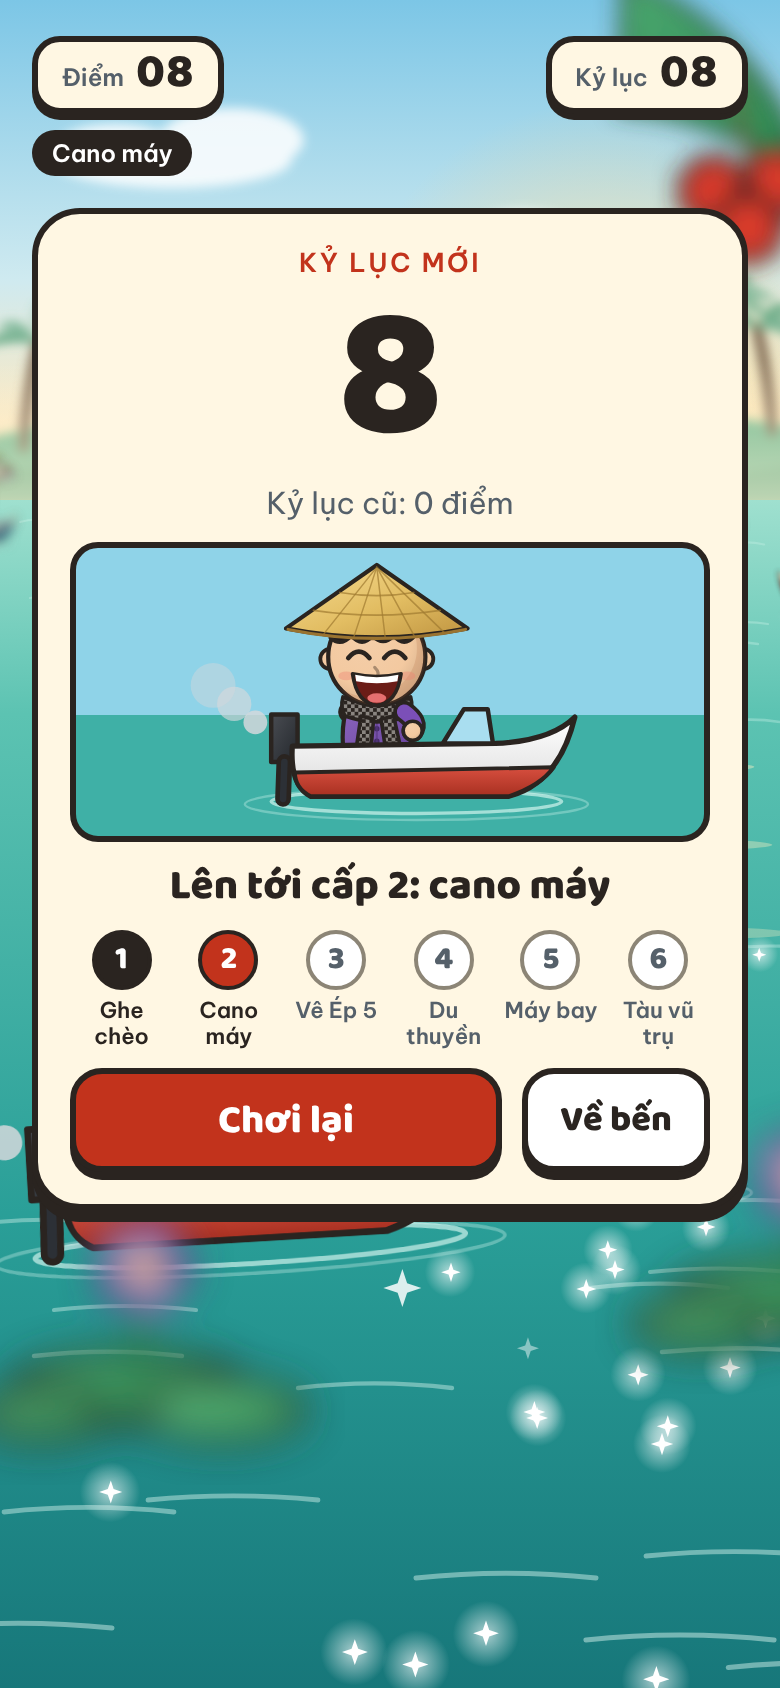 Điểm 08
Kỷ lục 08
Cano máy
KỶ LỤC MỚI
8
Kỷ lục cũ: 0 điểm
Lên tới cấp 2: cano máy
1 2 3 4 5 6
Ghe chèo
Cano máy
Vê Ép 5
Du thuyền
Máy bay
Tàu vũ trụ
Chơi lại
Về bến